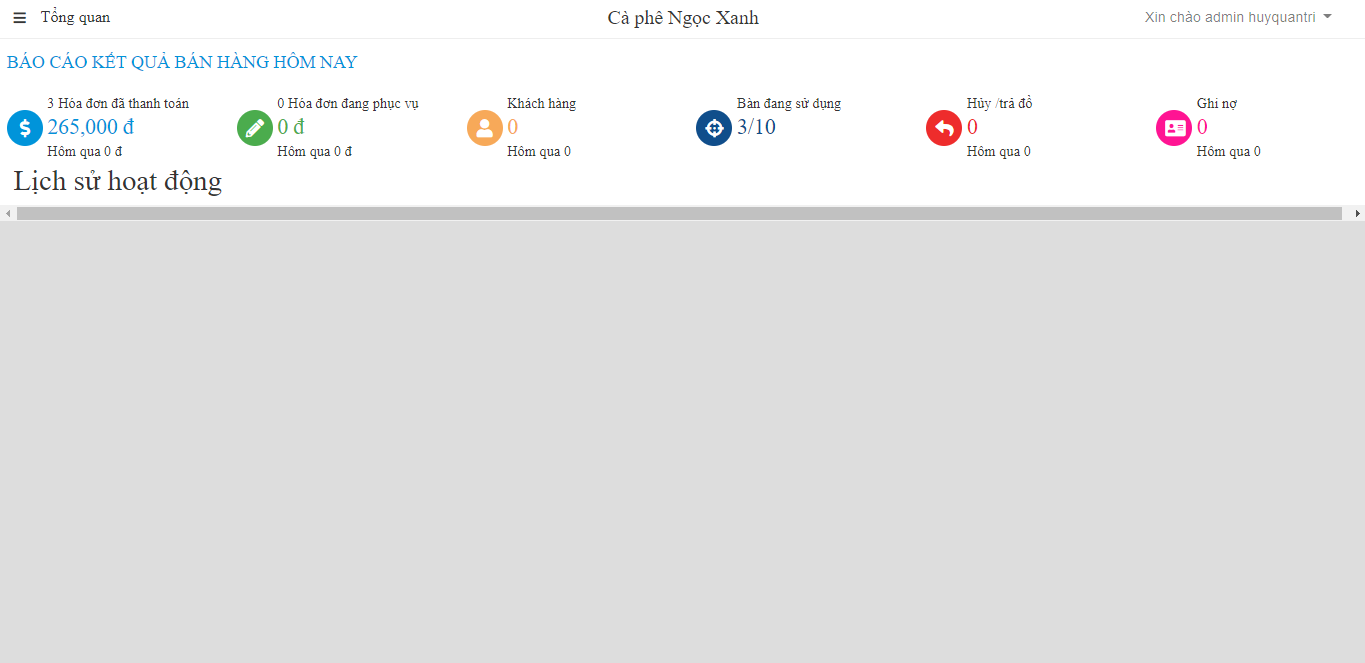 Tổng quan
Cà phê Ngọc Xanh
Xin chào admin huyquantri
BÁO CÁO KẾT QUẢ BÁN HÀNG HÔM NAY
3 Hóa đơn đã thanh toán
265,000 đ
Hôm qua 0 đ
0 Hóa đơn đang phục vụ
0 đ
Hôm qua 0 đ
Khách hàng
0
Hôm qua 0
Bàn đang sử dụng
3/10
Hủy /trả đồ
0
Hôm qua 0
Ghi nợ
0
Hôm qua 0
Lịch sử hoạt động